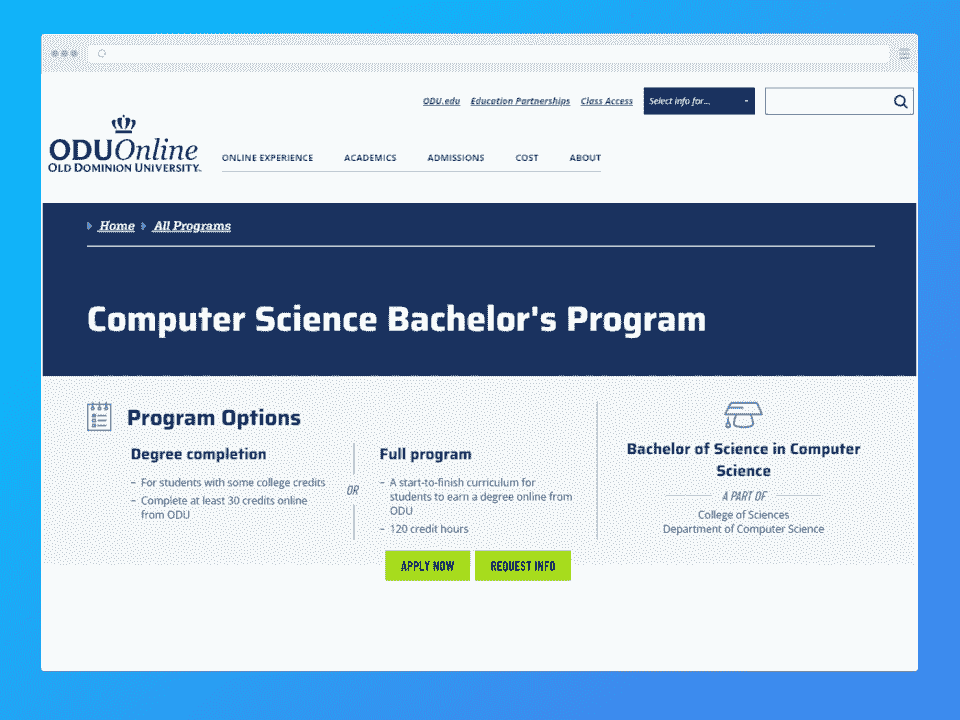 ODU.edu Education Partnerships Class Access Select info for...
ODUOnline
OLD DOMINION UNIVERSITY.
ONLINE EXPERIENCE ACADEMICS ADMISSIONS COST ABOUT
Home All Programs
Computer Science Bachelor's Program
Program Options
Degree completion
– For students with some college credits
– Complete at least 30 credits online
from ODU
OR
Full program
– A start-to-finish curriculum for
students to earn a degree online from
ODU
– 120 credit hours
Bachelor of Science in Computer
Science
A PART OF
College of Sciences
Department of Computer Science
APPLY NOW REQUEST INFO